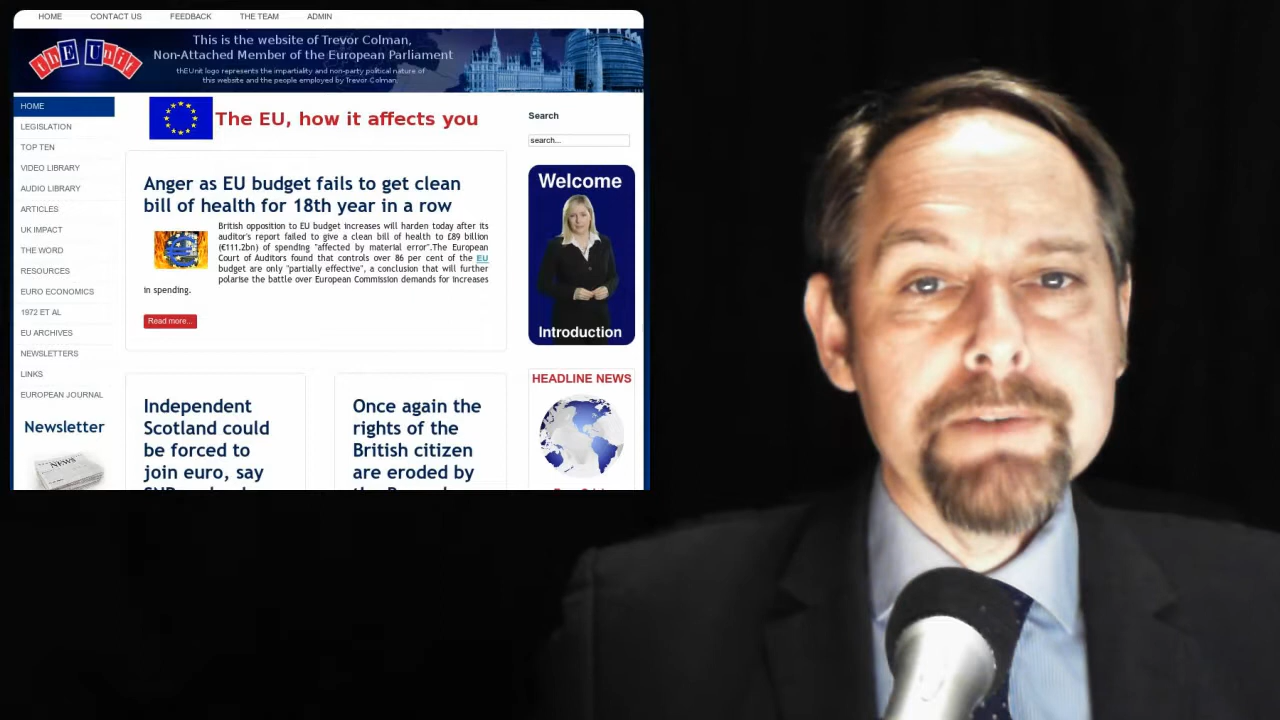 HOME CONTACT US FEEDBACK THE TEAM ADMIN
thEUnit
This is the website of Trevor Colman,
Non-Attached Member of the European Parliament
thEUnit logo represents the impartiality and non-party political nature of
this website and the people employed by Trevor Colman.
HOME
LEGISLATION
TOP TEN
VIDEO LIBRARY
AUDIO LIBRARY
ARTICLES
UK IMPACT
THE WORD
RESOURCES
EURO ECONOMICS
1972 ET AL
EU ARCHIVES
NEWSLETTERS
LINKS
EUROPEAN JOURNAL
Newsletter
NEWS
The EU, how it affects you
Anger as EU budget fails to get clean
bill of health for 18th year in a row
British opposition to EU budget increases will harden today after its
auditor's report failed to give a clean bill of health to £89 billion
(€111.2bn) of spending "affected by material error".The European
Court of Auditors found that controls over 86 per cent of the EU
budget are only "partially effective", a conclusion that will further
polarise the battle over European Commission demands for increases
in spending.
Read more...
Independent
Scotland could
be forced to
join euro, say
Once again the
rights of the
British citizen
are eroded by
Search
search...
Welcome
Introduction
HEADLINE NEWS